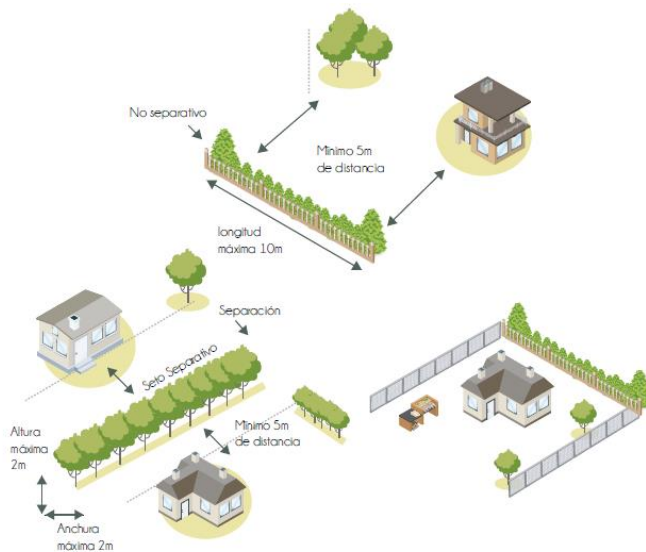 No separativo
Mínimo 5m
de distancia
longitud
máxima 10m
Separación
Seto Separativo
Mínimo 5m
de distancia
Altura
máxima
2m
Anchura
máxima 2m